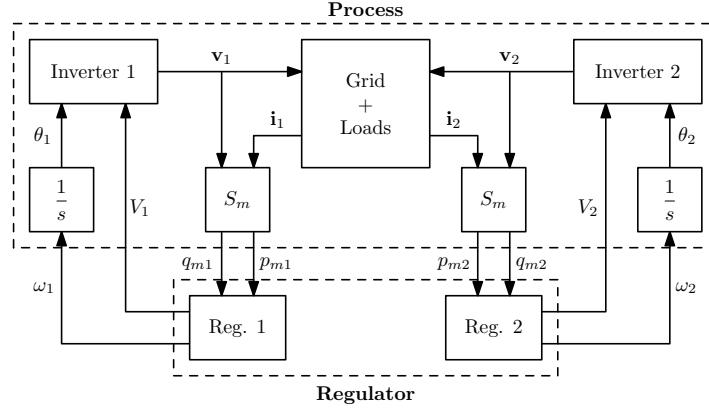 Process
Inverter 1
v₁
Grid
+
Loads
v₂
Inverter 2
θ₁
i₁
i₂
θ₂
1
s
V₁
Sₘ
Sₘ
V₂
1
s
qₘ₁
pₘ₁
pₘ₂
qₘ₂
ω₁
ω₂
Reg. 1
Reg. 2
Regulator